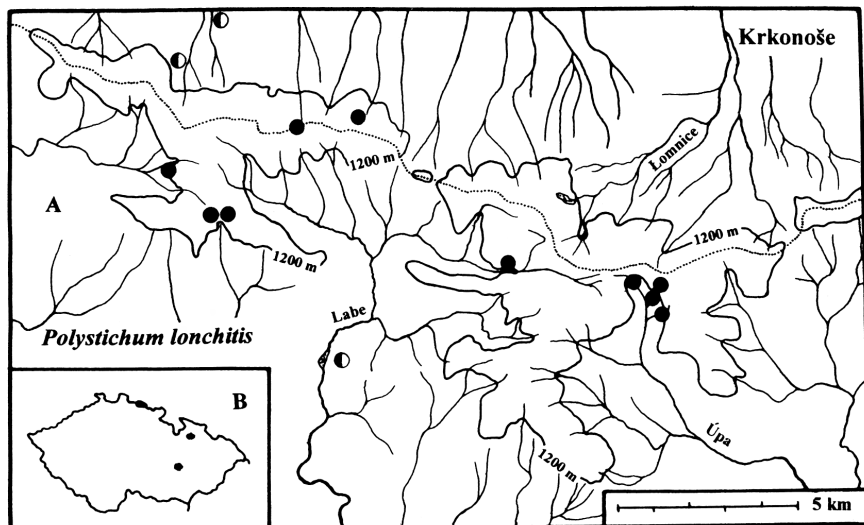 Krkonoše
1200 m
Łomnice
A
1200 m
1200 m
Labe
Polystichum lonchitis
B
Úpa
1200 m
5 km